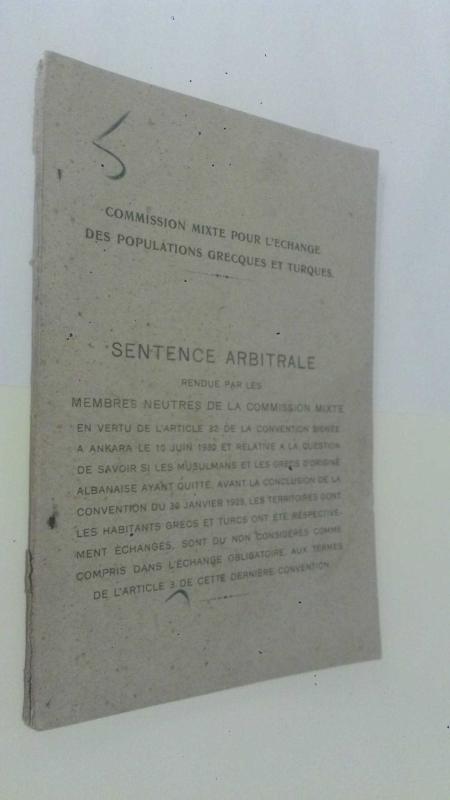 5
COMMISSION MIXTE POUR L'ECHANGE
DES POPULATIONS GRECQUES ET TURQUES.
SENTENCE ARBITRALE
RENDUE PAR LES
MEMBRES NEUTRES DE LA COMMISSION MIXTE
EN VERTU DE L'ARTICLE 32 DE LA CONVENTION SIGNÉE
A ANKARA LE 10 JUIN 1930 ET RELATIVE A LA QUESTION
DE SAVOIR SI LES MUSULMANS ET LES GRECS D'ORIGINE
ALBANAISE AYANT QUITTÉ, AVANT LA CONCLUSION DE LA
CONVENTION DU 30 JANVIER 1923, LES TERRITOIRES DONT
LES HABITANTS GRECS ET TURCS ONT ÉTÉ RESPECTIVE-
MENT ÉCHANGÉS, SONT OU NON CONSIDÉRÉS COMME
COMPRIS DANS L'ÉCHANGE OBLIGATOIRE, AUX TERMES
DE L'ARTICLE 3 DE CETTE DERNIÈRE CONVENTION